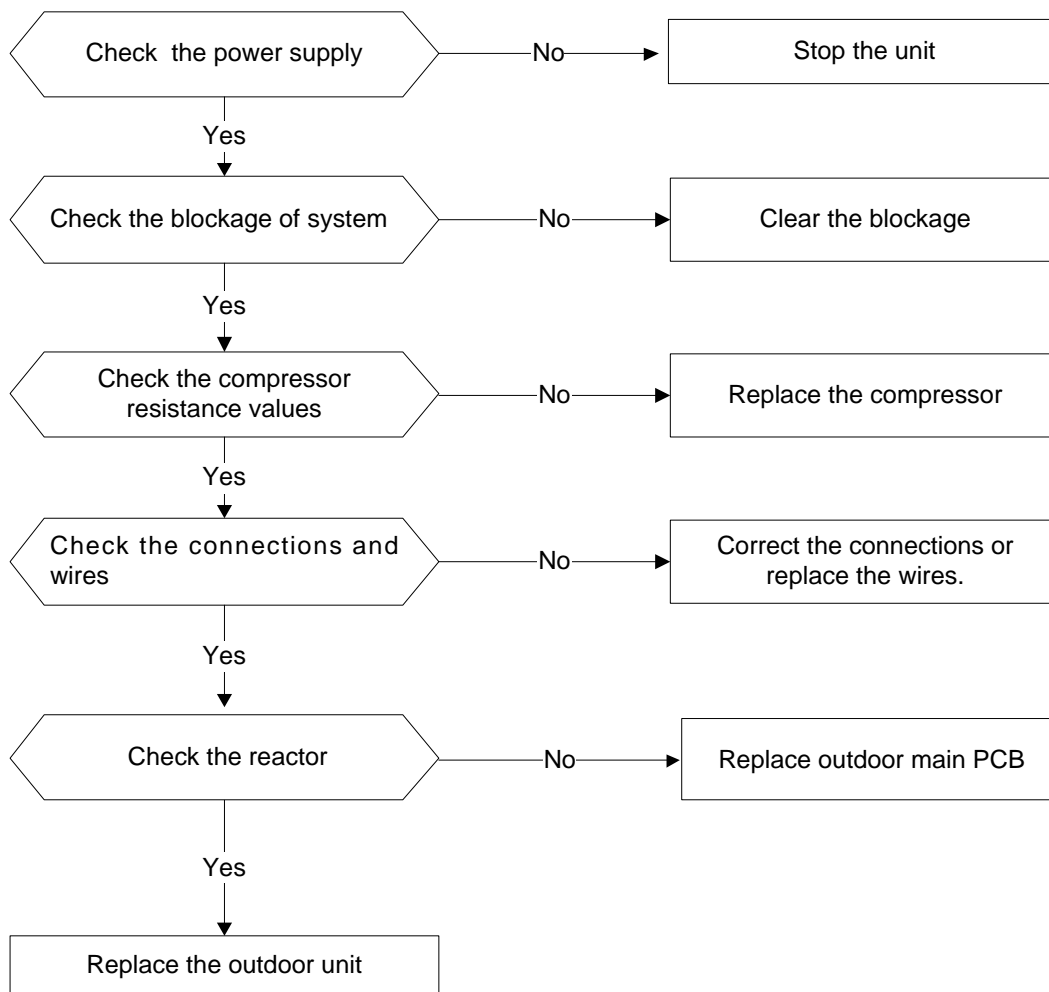 Check the power supply
No
Stop the unit
Yes
Check the blockage of system
No
Clear the blockage
Yes
Check the compressor
resistance values
No
Replace the compressor
Yes
Check the connections and
wires
No
Correct the connections or
replace the wires.
Yes
Check the reactor
No
Replace outdoor main PCB
Yes
Replace the outdoor unit